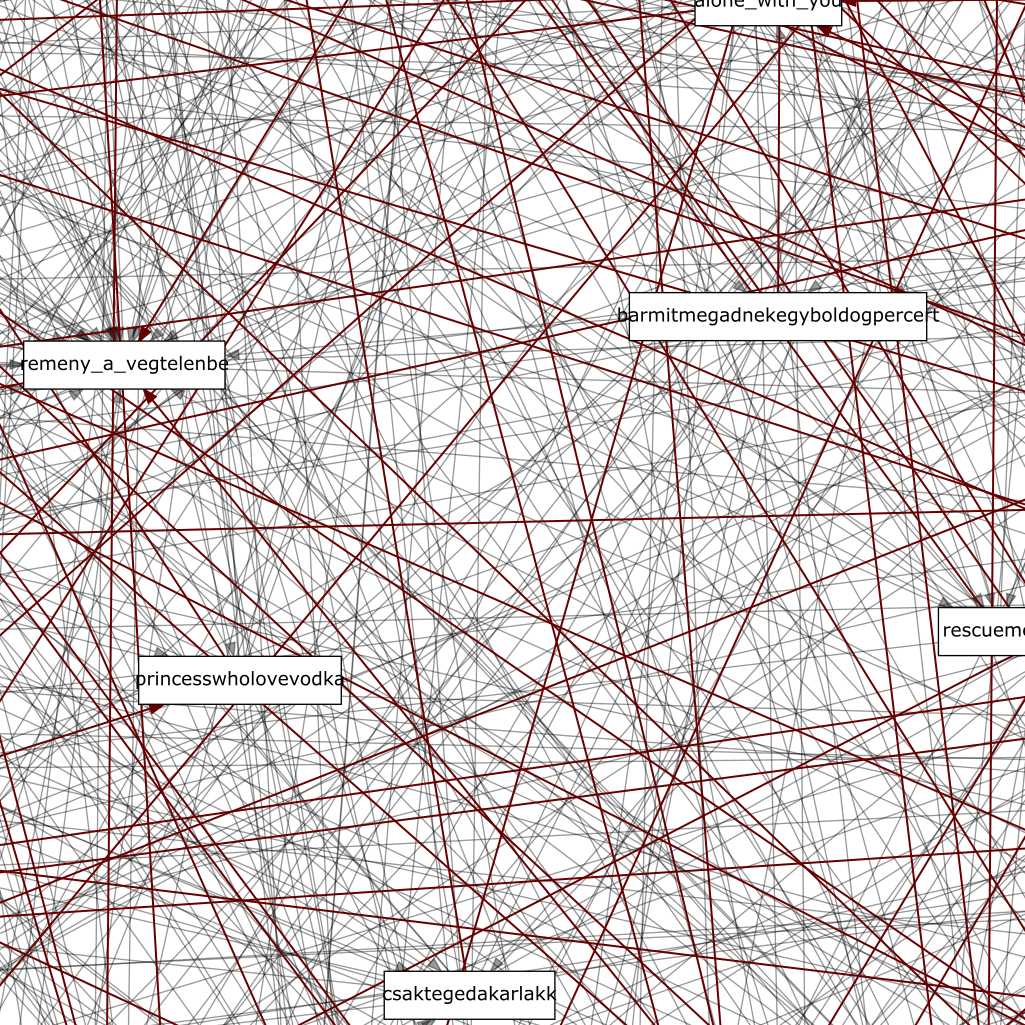 alone_with_you
barmitmegadnekegyboldogpercert
remeny_a_vegtelenbe
rescueme
princesswholovevodka
csaktegedakarlakk